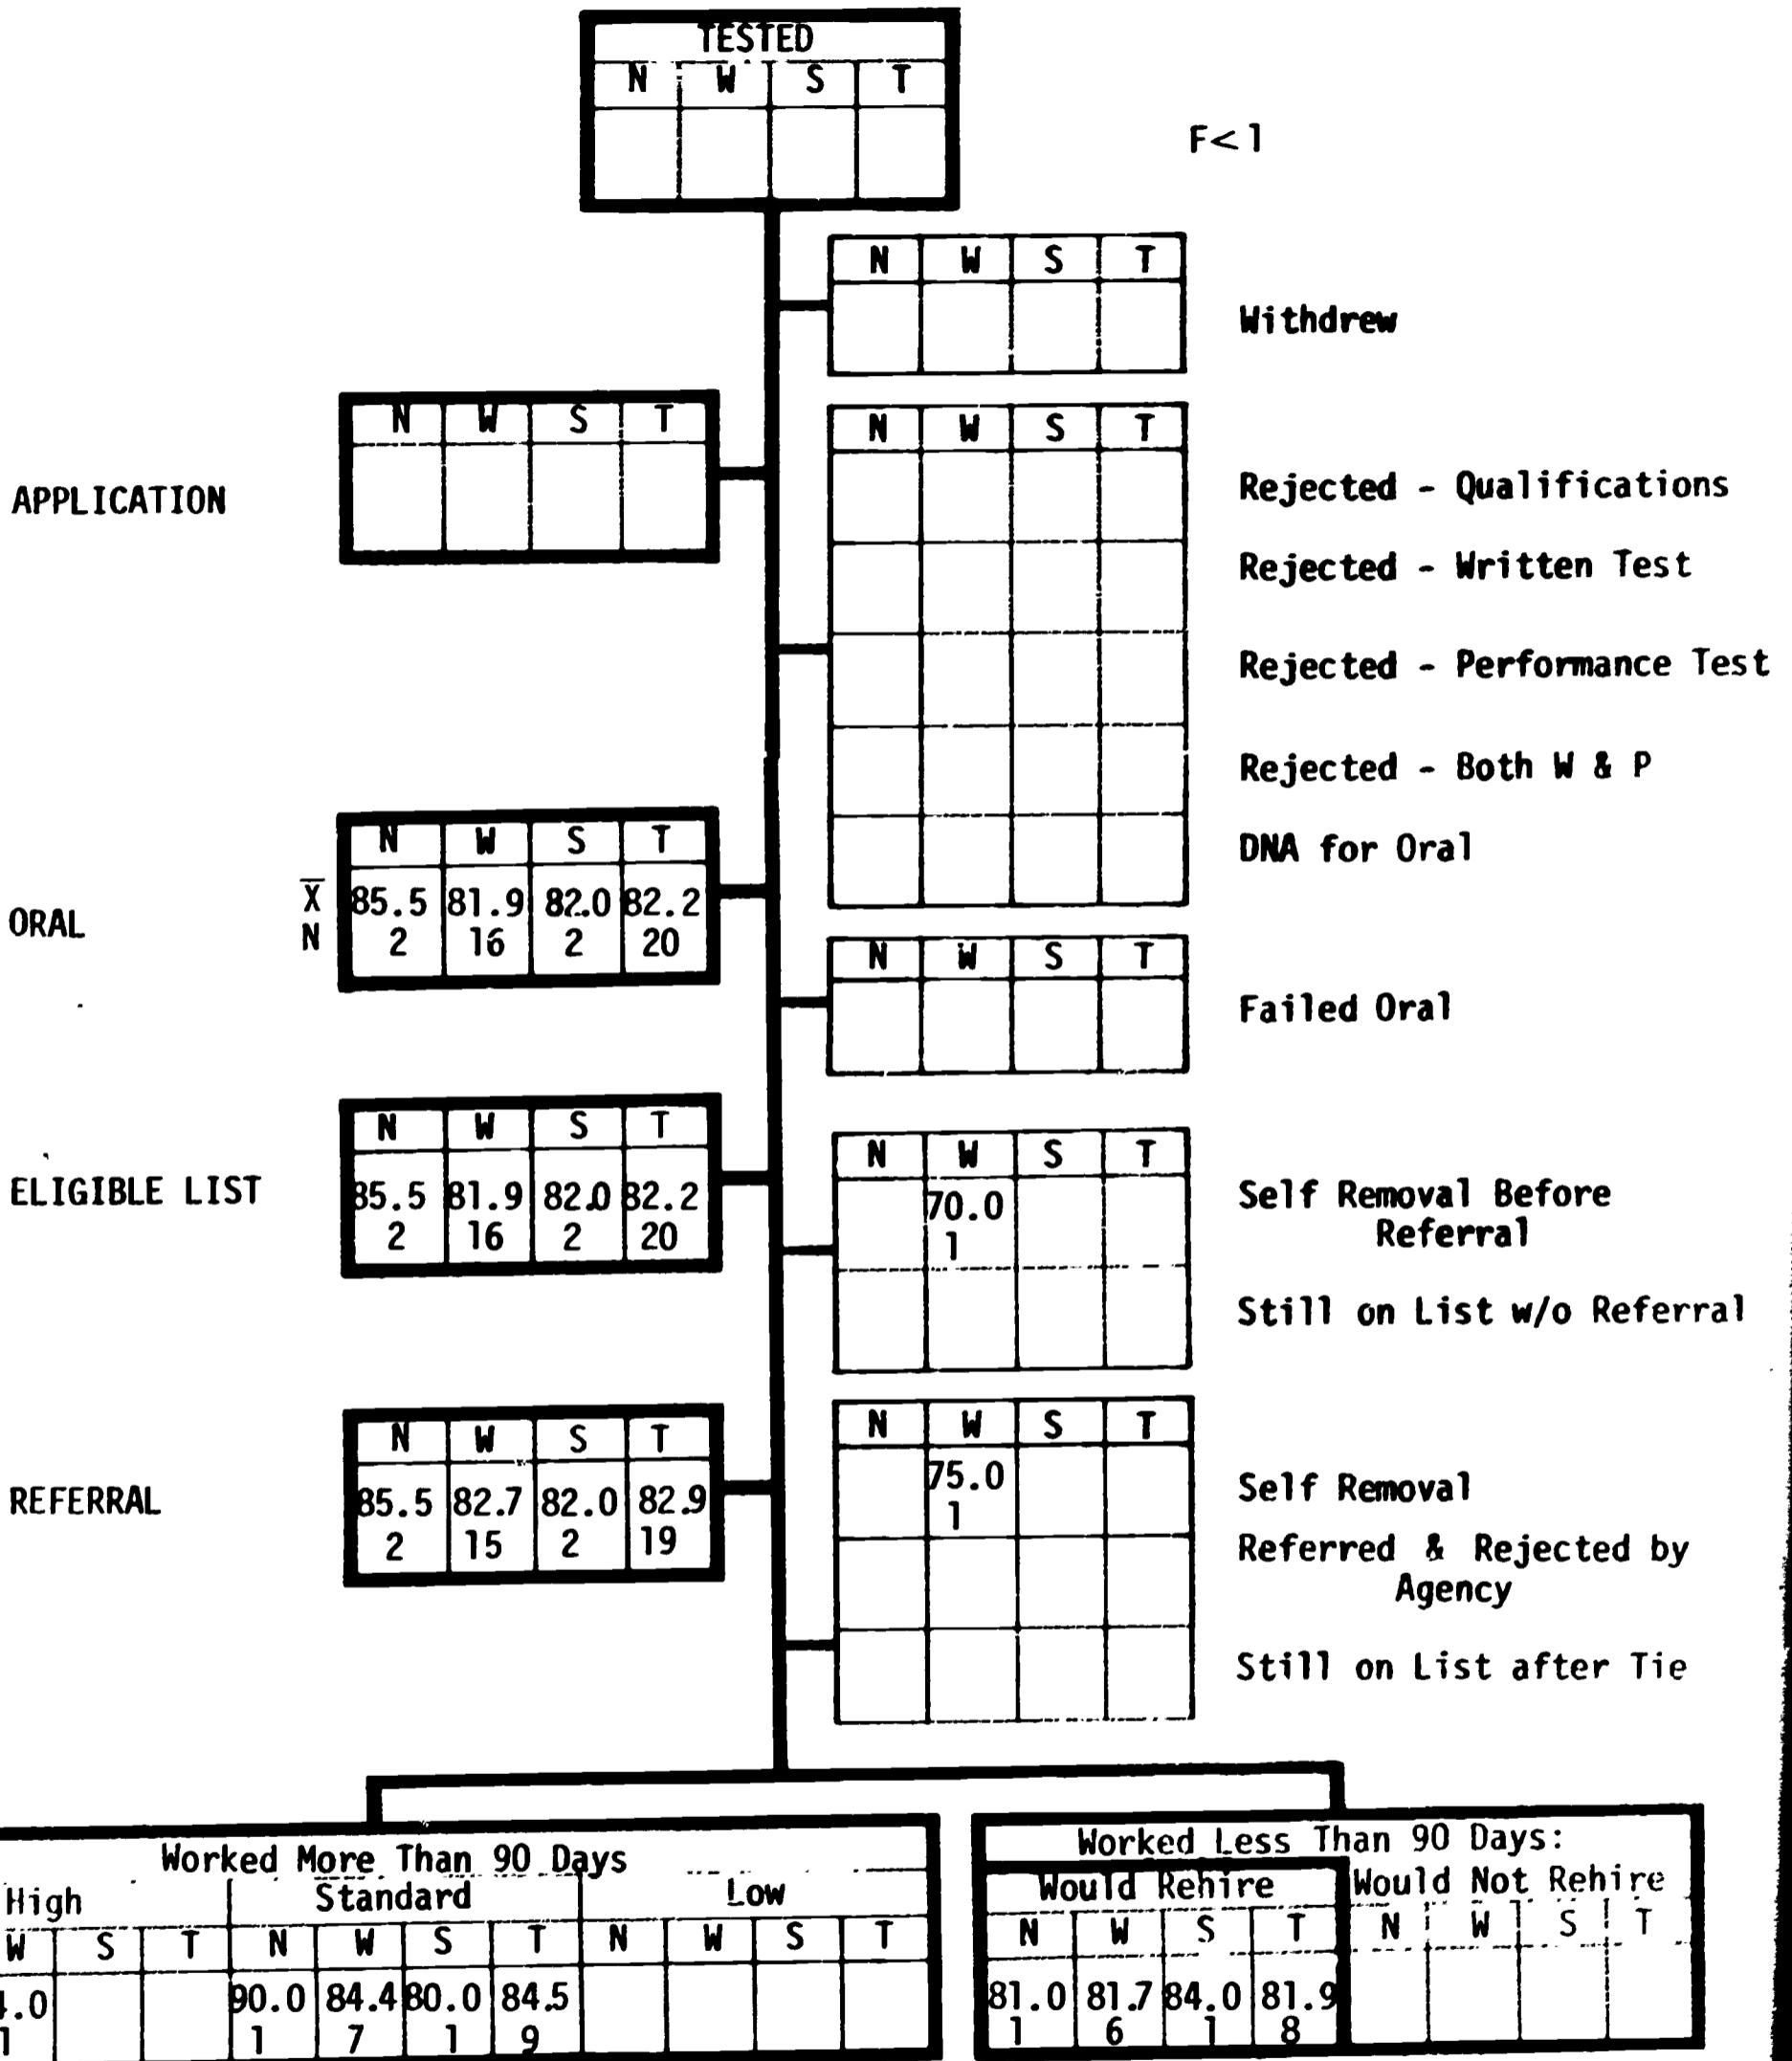 TESTED
N W S T
F<1
N W S T
Withdrew
N W S T
APPLICATION
N W S T
Rejected - Qualifications
Rejected - Written Test
Rejected - Performance Test
Rejected - Both W & P
DNA for Oral
N W S T
ORAL
X̅ 85.5 81.9 82.0 82.2
N 2 16 2 20
N W S T
Failed Oral
N W S T
ELIGIBLE LIST
85.5 81.9 82.0 82.2
2 16 2 20
N W S T
70.0
1
Self Removal Before
Referral
Still on List w/o Referral
N W S T
REFERRAL
85.5 82.7 82.0 82.9
2 15 2 19
N W S T
75.0
1
Self Removal
Referred & Rejected by
Agency
Still on List after Tie
Worked More Than 90 Days
High Standard Low
W S T N W S T N W S T
.0 90.0 84.4 80.0 84.5
1 1 7 1 9
Worked Less Than 90 Days:
Would Rehire Would Not Rehire
N W S T N W S T
81.0 81.7 84.0 81.9
1 6 1 8